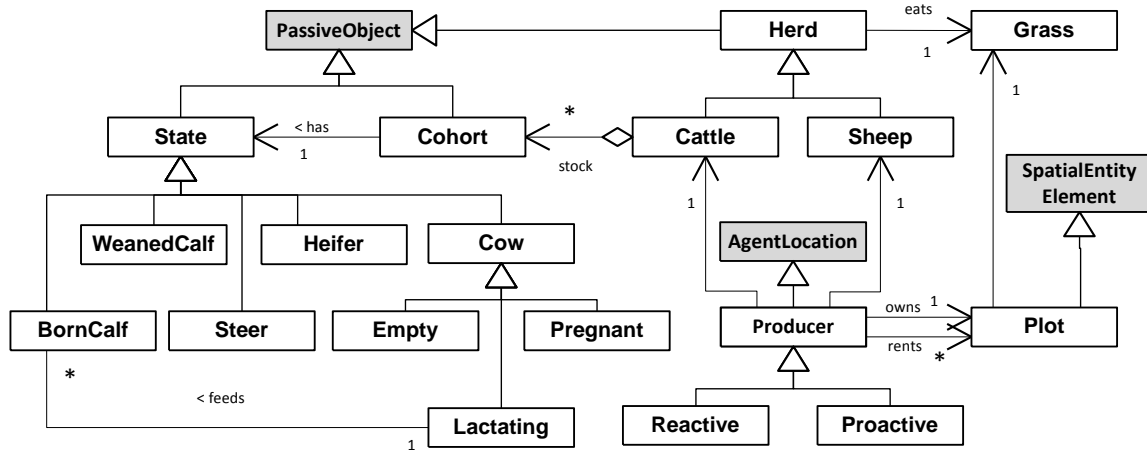 PassiveObject
Herd
eats
1
Grass
State
< has
1
Cohort
*
stock
Cattle
Sheep
1
SpatialEntity
Element
1
1
AgentLocation
WeanedCalf
Heifer
Cow
BornCalf
Steer
Empty
Pregnant
Producer
owns
1
rents
*
Plot
*
< feeds
1
Lactating
Reactive
Proactive